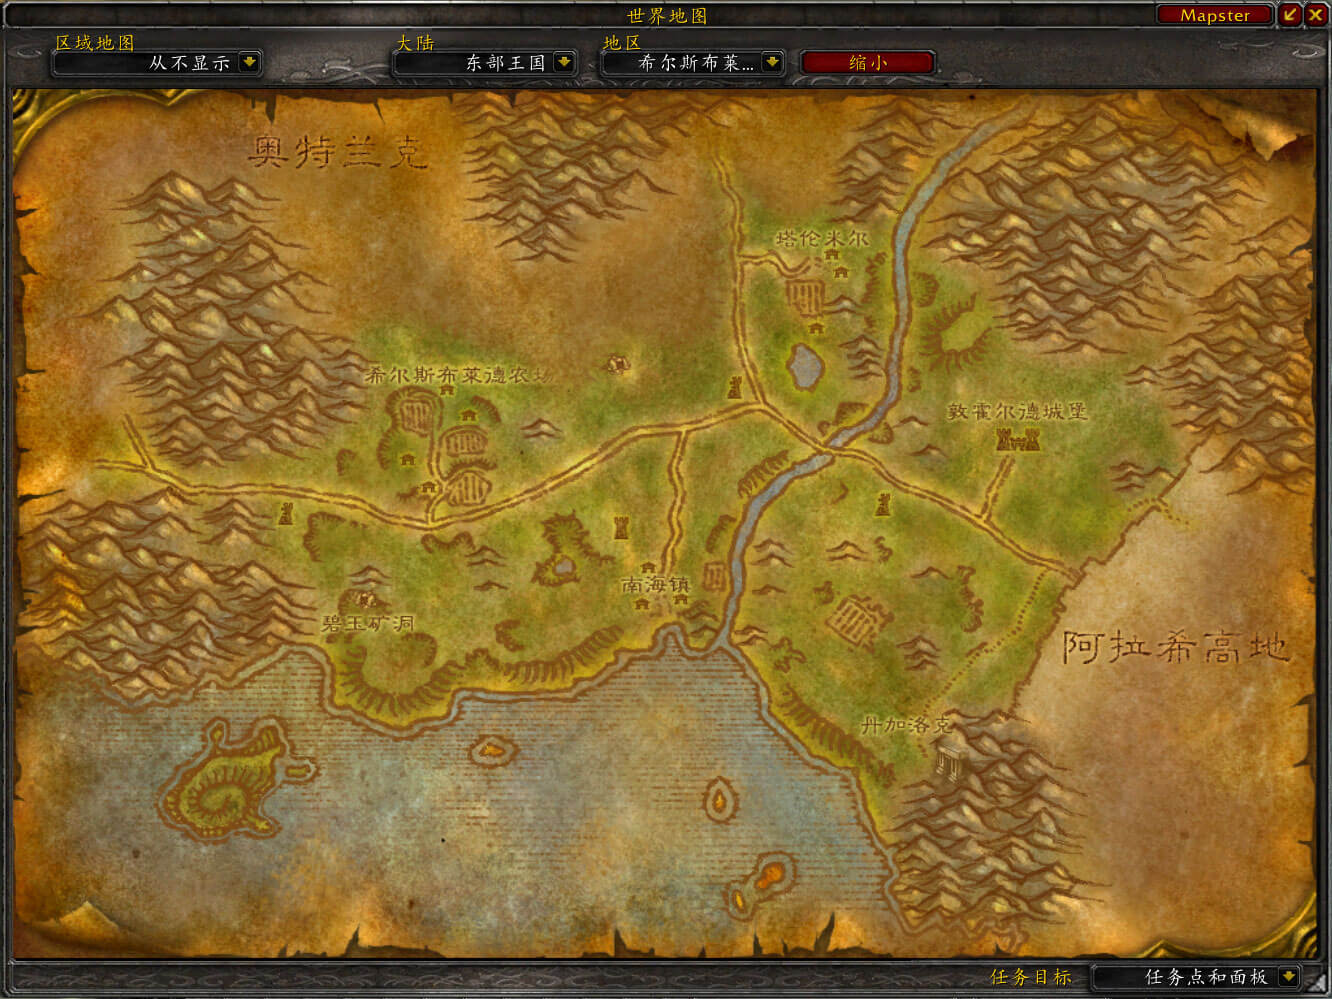 世界地图
Mapster
区域地图
大陆
地区
从不显示
东部王国
希尔斯布莱...
缩小
奥特兰克
塔伦米尔
希尔斯布莱德农场
敦霍尔德城堡
南海镇
碧玉矿洞
阿拉希高地
丹加洛克
任务目标
任务点和面板